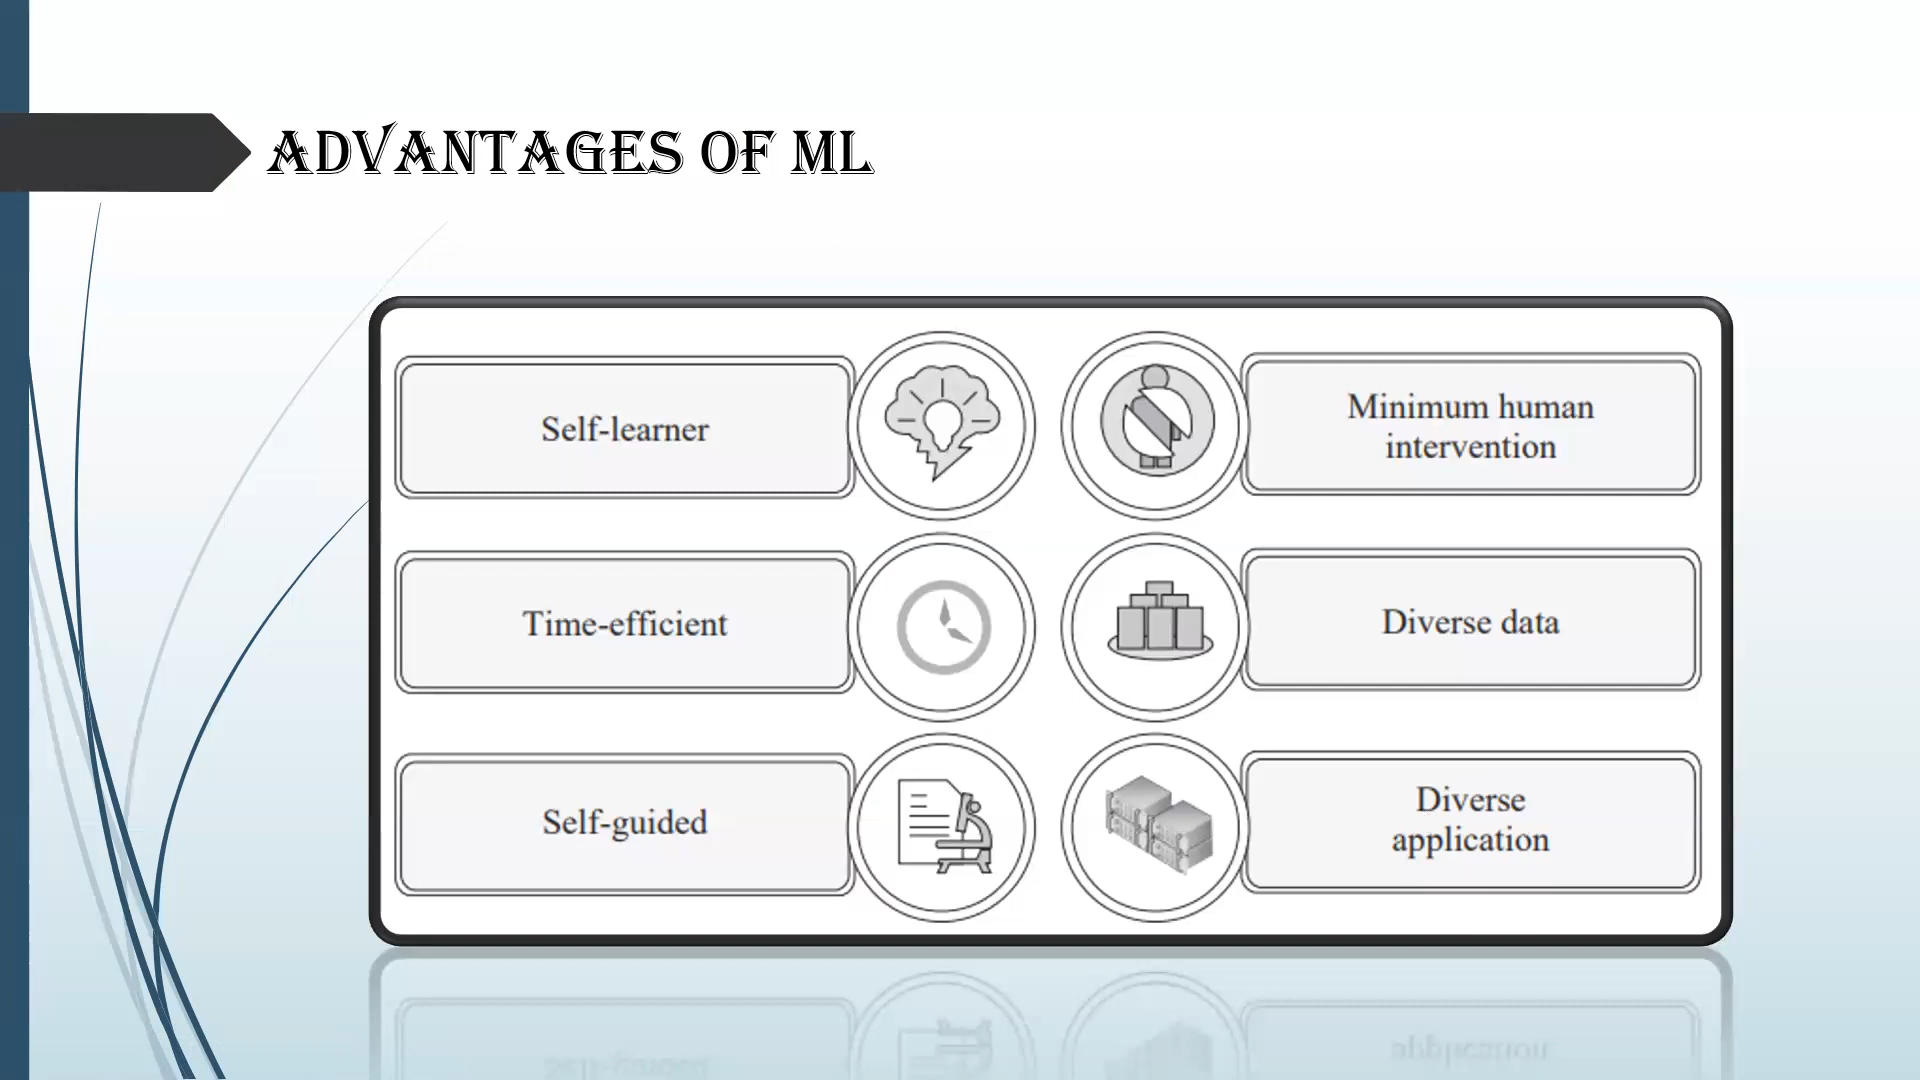 ADVANTAGES OF ML
Self-learner
Minimum human
intervention
Time-efficient
Diverse data
Self-guided
Diverse
application